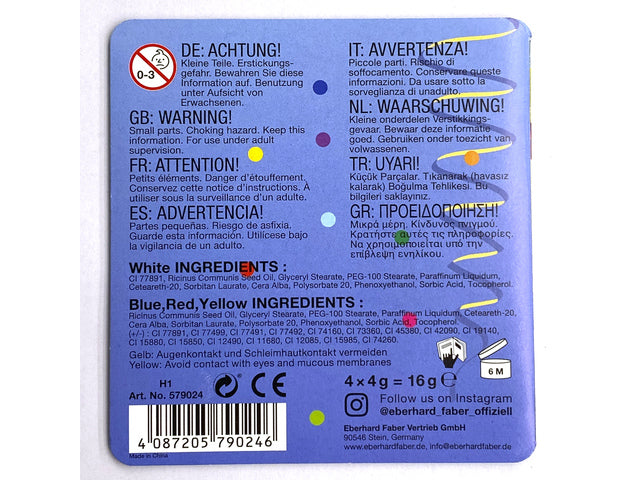 0-3
DE: ACHTUNG!
Kleine Teile. Erstickungs-
gefahr. Bewahren Sie diese
Information auf. Benutzung
unter Aufsicht von
Erwachsenen.
GB: WARNING!
Small parts. Choking hazard. Keep this
information. For use under adult
supervision.
FR: ATTENTION!
Petits éléments. Danger d'étouffement.
Conservez cette notice d'instructions. À
utiliser sous la surveillance d'un adulte.
ES: ADVERTENCIA!
Partes pequeñas. Riesgo de asfixia.
Guarde esta información. Utilícese bajo
la vigilancia de un adulto.
IT: AVVERTENZA!
Piccole parti. Rischio di
soffocamento. Conservare queste
informazioni. Da usare sotto la
sorveglianza di un adulto.
NL: WAARSCHUWING!
Kleine onderdelen Verstikkings-
gevaar. Bewaar deze informatie
goed. Gebruiken onder toezicht van
volwassenen.
TR: UYARI!
Küçük Parçalar. Tıkanarak (havasız
kalarak) Boğulma Tehlikesi. Bu
bilgileri saklayınız.
GR: ΠΡΟΕΙΔΟΠΟΙΗΣΗ!
Μικρά μέρη. Κίνδυνος πνιγμού.
Κρατήστε αυτές τις πληροφορίες.
Να χρησιμοποιείται υπό την
επίβλεψη ενηλίκου.
White INGREDIENTS :
CI 77891, Ricinus Communis Seed Oil, Glyceryl Stearate, PEG-100 Stearate, Paraffinum Liquidum,
Ceteareth-20, Sorbitan Laurate, Cera Alba, Polysorbate 20, Phenoxyethanol, Sorbic Acid, Tocopherol.
Blue,Red,Yellow INGREDIENTS :
Ricinus Communis Seed Oil, Glyceryl Stearate, PEG-100 Stearate, Paraffinum Liquidum, Ceteareth-20,
Cera Alba, Sorbitan Laurate, Polysorbate 20, Phenoxyethanol, Sorbic Acid, Tocopherol.
(+/-) : CI 77891, CI 77499, CI 77491, CI 77492, CI 74160, CI 73360, CI 45380, CI 42090, CI 19140,
CI 15880, CI 15850, CI 12490, CI 11680, CI 12085, CI 15985, CI 74260.
Gelb: Augenkontakt und Schleimhautkontakt vermeiden
Yellow: Avoid contact with eyes and mucous membranes
H1
Art. No. 579024
CE
6 M
4 x 4g = 16g e
Follow us on Instagram
@eberhard_faber_offiziell
Eberhard Faber Vertrieb GmbH
90546 Stein, Germany
www.eberhardfaber.de info@eberhardfaber.de
4 087205 790246
Made in China